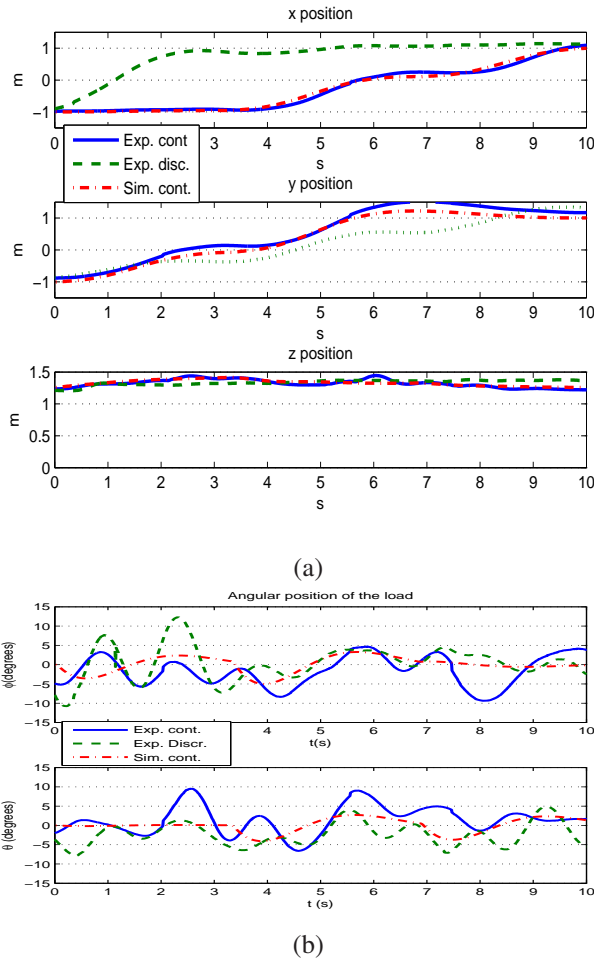 x position
1
0
−1
m
0 1 2 3 4 5 6 7 8 9 10
s
Exp. cont
Exp. disc.
Sim. cont.
y position
1
0
−1
m
0 1 2 3 4 5 6 7 8 9 10
s
z position
1.5
1
0.5
0
m
0 1 2 3 4 5 6 7 8 9 10
s
(a)
Angular position of the load
15
10
5
0
−5
−10
−15
ϕ(degrees)
0 1 2 3 4 5 6 7 8 9 10
t(s)
Exp. cont.
Exp. Discr.
Sim. cont.
15
10
5
0
−5
−10
−15
θ (degrees)
0 1 2 3 4 5 6 7 8 9 10
t (s)
(b)